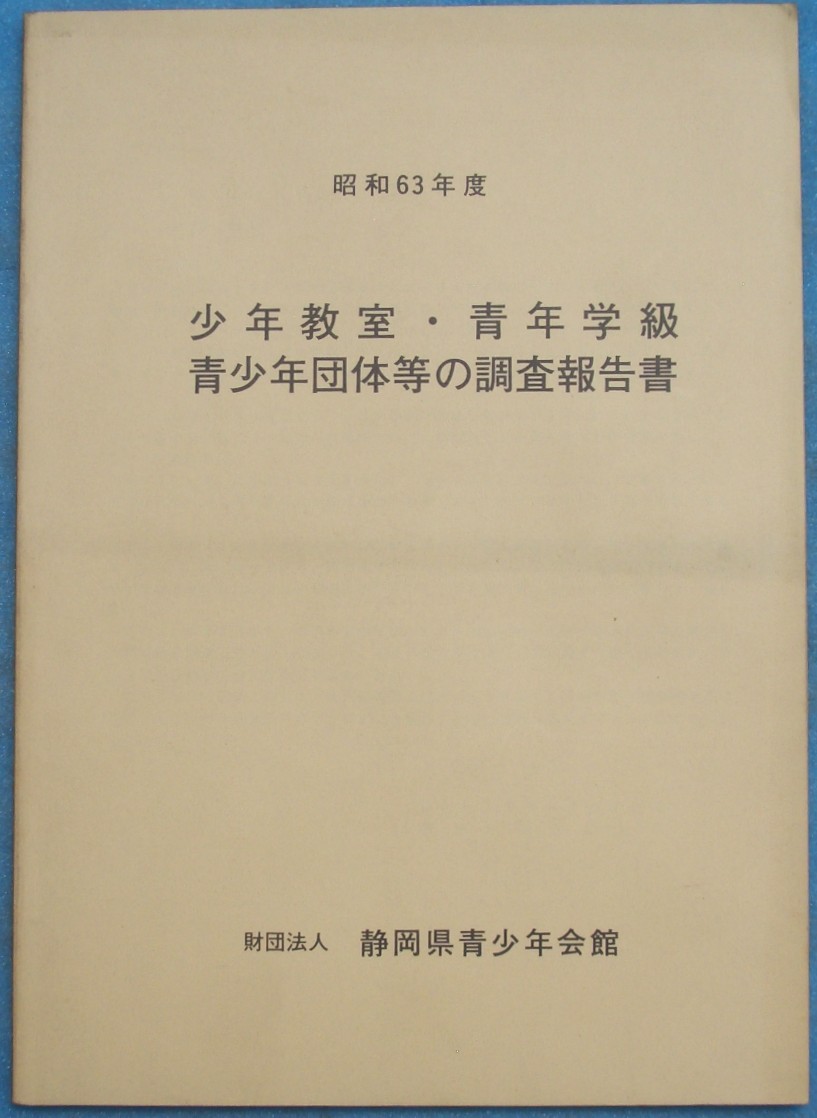 昭和63年度
少年教室・青年学級
青少年団体等の調査報告書
財団法人 静岡県青少年会館